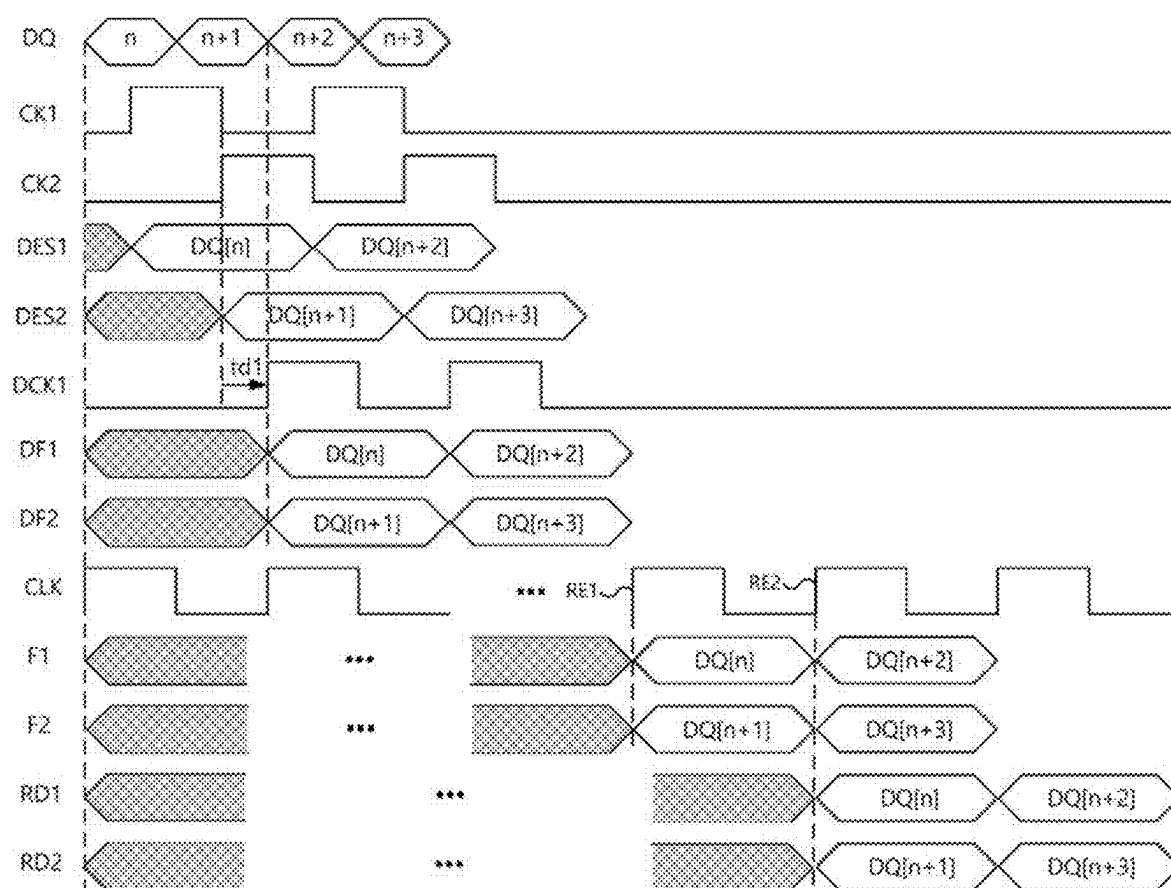 DQ n n+1 n+2 n+3
CK1
CK2
DES1 DQ[n] DQ[n+2]
DES2 DQ[n+1] DQ[n+3]
td1
DCK1
DF1 DQ[n] DQ[n+2]
DF2 DQ[n+1] DQ[n+3]
CLK ••• RE1 RE2
F1 ••• DQ[n] DQ[n+2]
F2 ••• DQ[n+1] DQ[n+3]
RD1 ••• DQ[n] DQ[n+2]
RD2 ••• DQ[n+1] DQ[n+3]